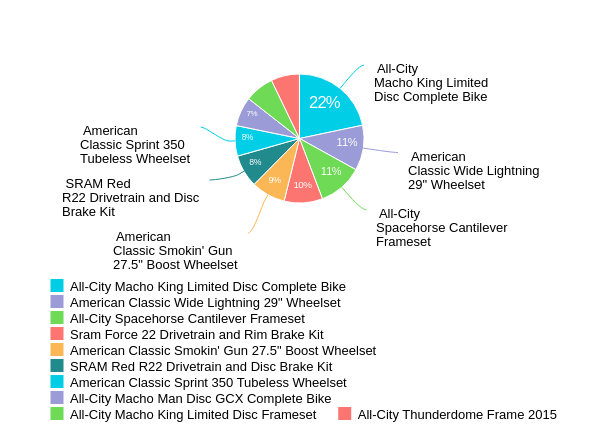 All-City
Macho King Limited
Disc Complete Bike
22%
11%
11%
10%
9%
8%
8%
7%
American
Classic Wide Lightning
29" Wheelset
All-City
Spacehorse Cantilever
Frameset
American
Classic Smokin' Gun
27.5" Boost Wheelset
SRAM Red
R22 Drivetrain and Disc
Brake Kit
American
Classic Sprint 350
Tubeless Wheelset
All-City Macho King Limited Disc Complete Bike
American Classic Wide Lightning 29" Wheelset
All-City Spacehorse Cantilever Frameset
Sram Force 22 Drivetrain and Rim Brake Kit
American Classic Smokin' Gun 27.5" Boost Wheelset
SRAM Red R22 Drivetrain and Disc Brake Kit
American Classic Sprint 350 Tubeless Wheelset
All-City Macho Man Disc GCX Complete Bike
All-City Macho King Limited Disc Frameset
All-City Thunderdome Frame 2015